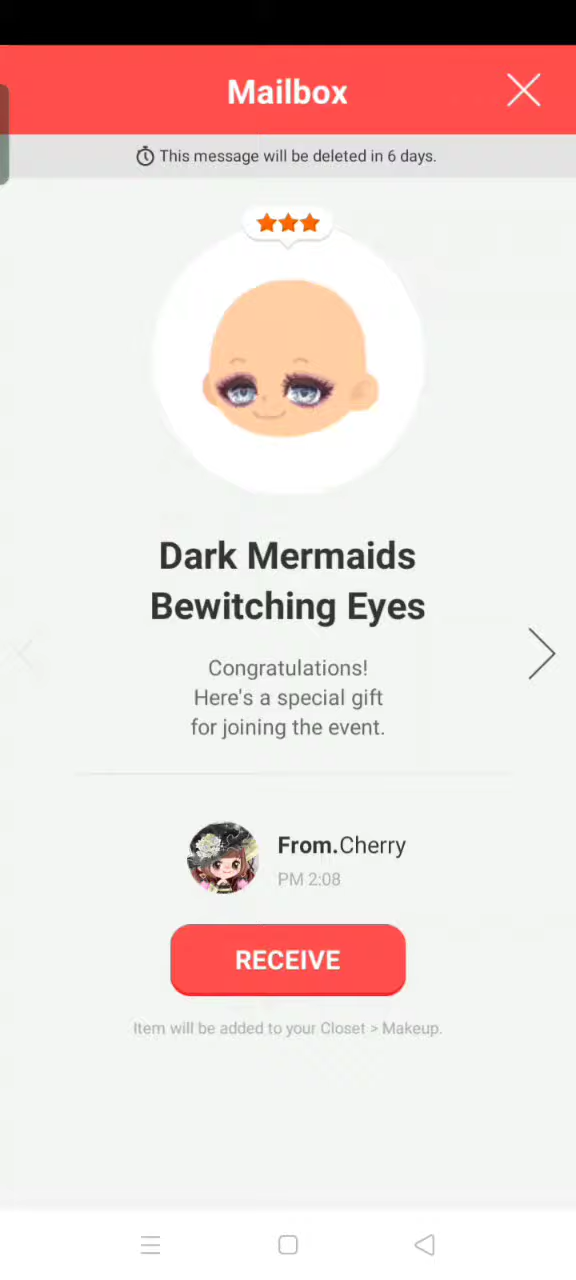 Mailbox
This message will be deleted in 6 days.
Dark Mermaids
Bewitching Eyes
Congratulations!
Here's a special gift
for joining the event.
From.Cherry
PM 2:08
RECEIVE
Item will be added to your Closet > Makeup.